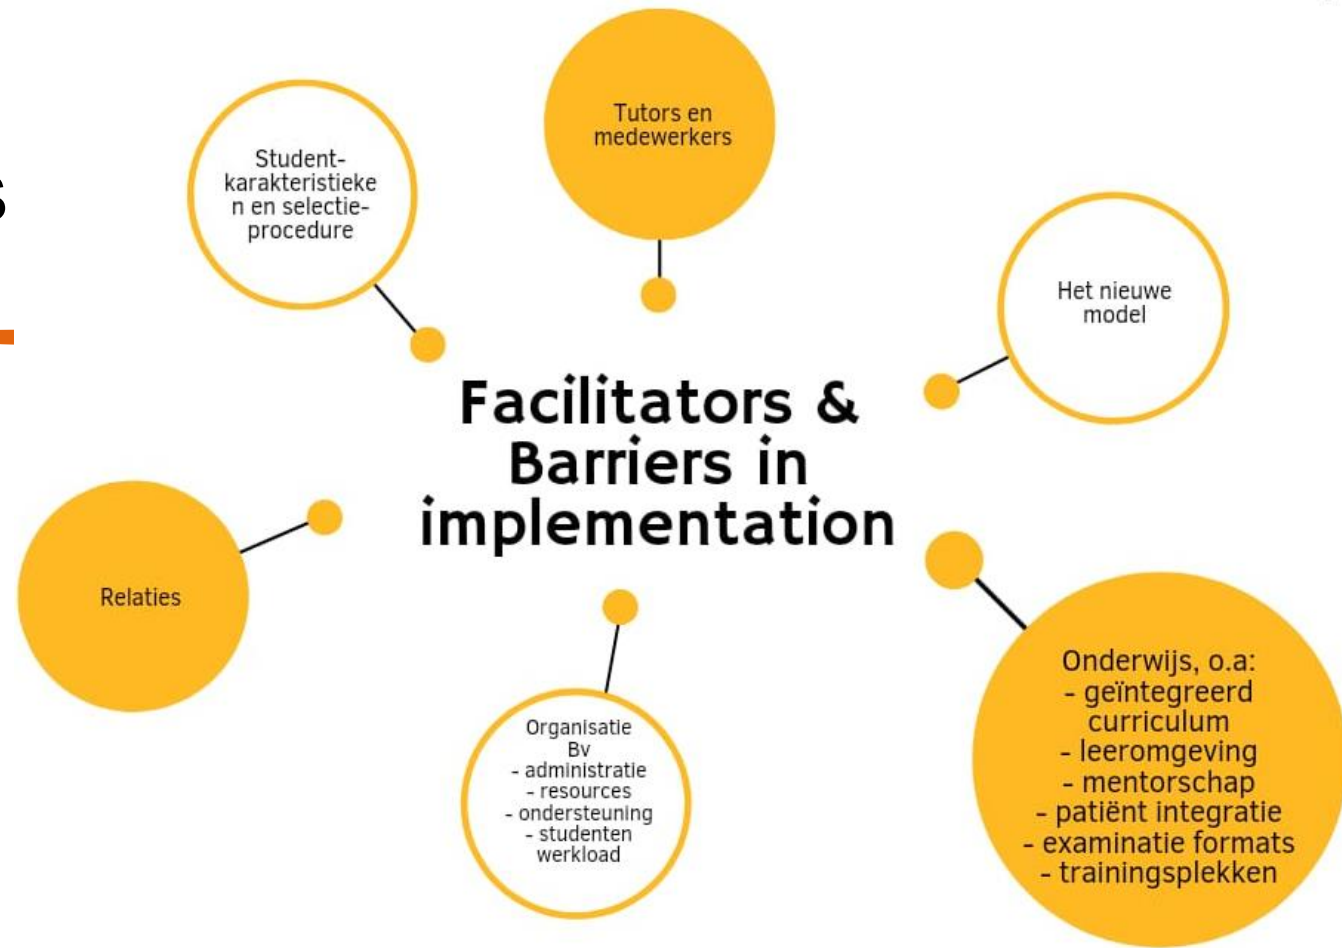 s
Tutors en
medewerkers
Student-
karakteristieke
n en selectie-
procedure
Het nieuwe
model
Facilitators &
Barriers in
implementation
Relaties
Organisatie
Bv
- administratie
- resources
- ondersteuning
- studenten
werkload
Onderwijs, o.a:
- geïntegreerd
curriculum
- leeromgeving
- mentorschap
- patiënt integratie
- examinatie formats
- trainingsplekken